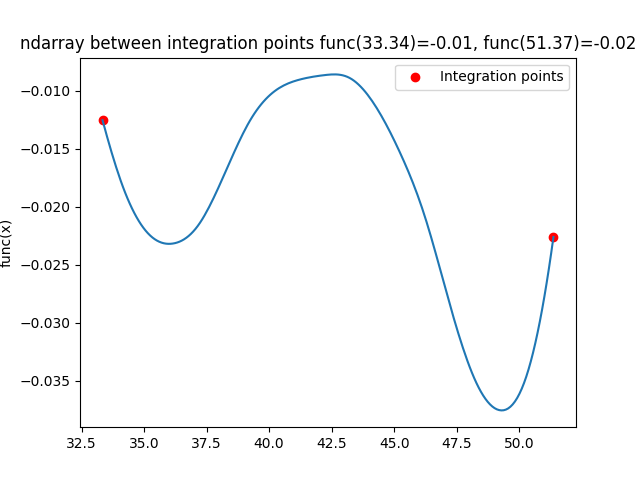 ndarray between integration points func(33.34)=-0.01, func(51.37)=-0.02
Integration points
func(x)
−0.010
−0.015
−0.020
−0.025
−0.030
−0.035
32.5 35.0 37.5 40.0 42.5 45.0 47.5 50.0